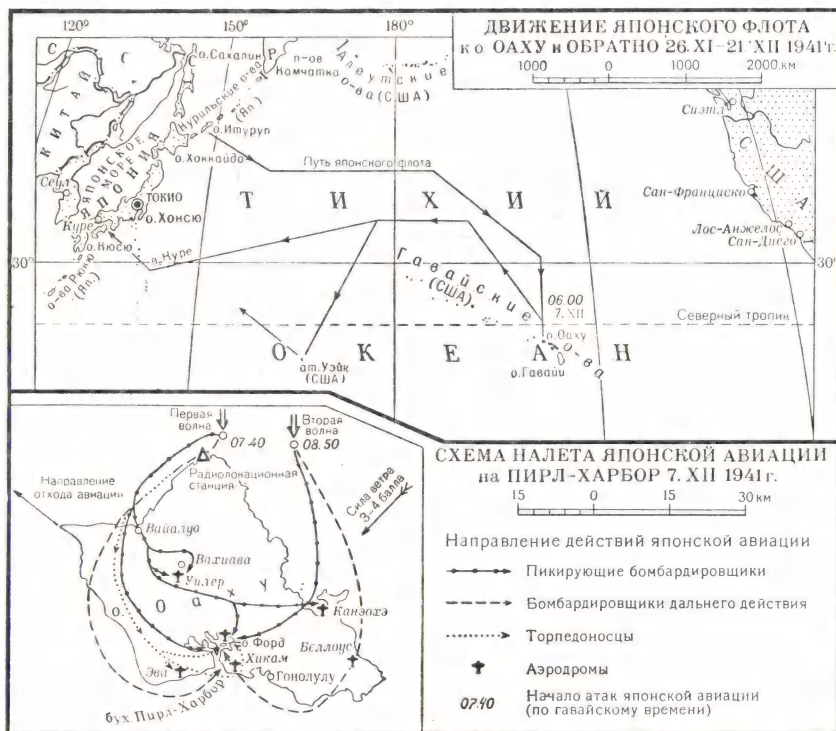 120°
150°
180°
ДВИЖЕНИЕ ЯПОНСКОГО ФЛОТА
к о ОАХУ и ОБРАТНО 26.XI–21.XII 1941 г.
1000 0 1000 2000 км
С С С Р
о.Сахалин
п-ов
Камчатка
Алеутские
о-ва (США)
Курильские о-ва
(Яп.)
о.Итуруп
КИТАЙ
ЯПОНСКОЕ
МОРЕ
ЯПОНИЯ
о.Хоккайдо
Сеул
ТОКИО
о.Хонсю
Куре
о.Кюсю
о-ва Рюкю
(Яп.)
в Куре
Путь японского флота
ТИХИЙ
ОКЕАН
Сиэтл
США
Сан-Франциско
Лос-Анжелос
Сан-Диего
30°
30°
Гавайские
(США)
о-ва
06.00
7.XII
Северный тропик
о.Оаху
о.Гавайи
ат.Уэйк
(США)
Первая
волна
07.40
Вторая
волна
08.50
Радиолокационная
станция
Направление
отхода авиации
Сила ветра
3–4 балла
Вайалуа
Вахиава
Уилер
о. Оаху
Канэохэ
о.Форд
Хикам
Беллоус
Эва
Гонолулу
бух. Пирл-Харбор
СХЕМА НАЛЕТА ЯПОНСКОЙ АВИАЦИИ
на ПИРЛ-ХАРБОР 7. XII 1941 г.
15 0 15 30 км
Направление действий японской авиации
Пикирующие бомбардировщики
Бомбардировщики дальнего действия
Торпедоносцы
Аэродромы
07.40 Начало атак японской авиации
(по гавайскому времени)